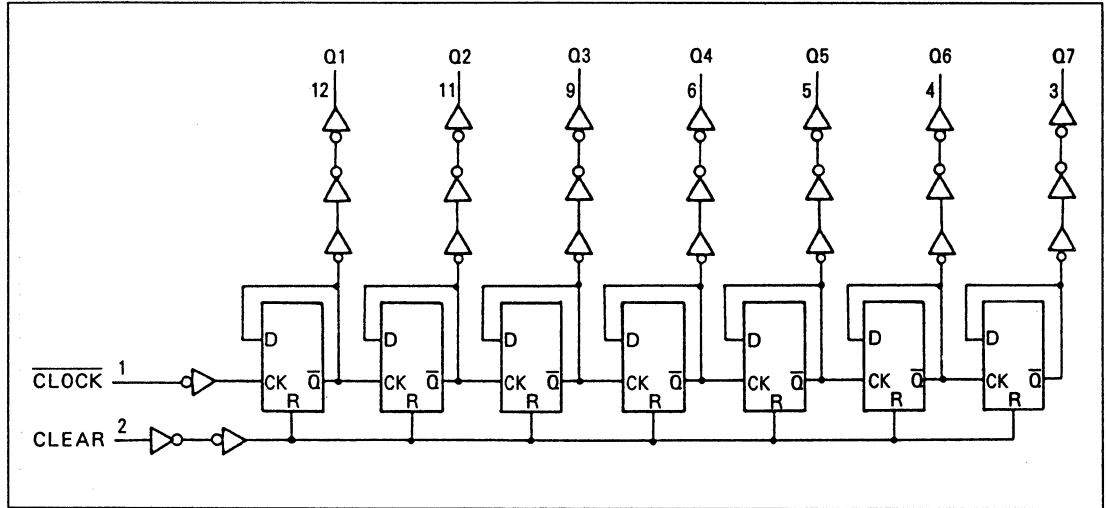 Q1 Q2 Q3 Q4 Q5 Q6 Q7
12 11 9 6 5 4 3
D D D D D D D
CLOCK 1 CK Q CK Q CK Q CK Q CK Q CK Q CK Q
R R R R R R R
CLEAR 2